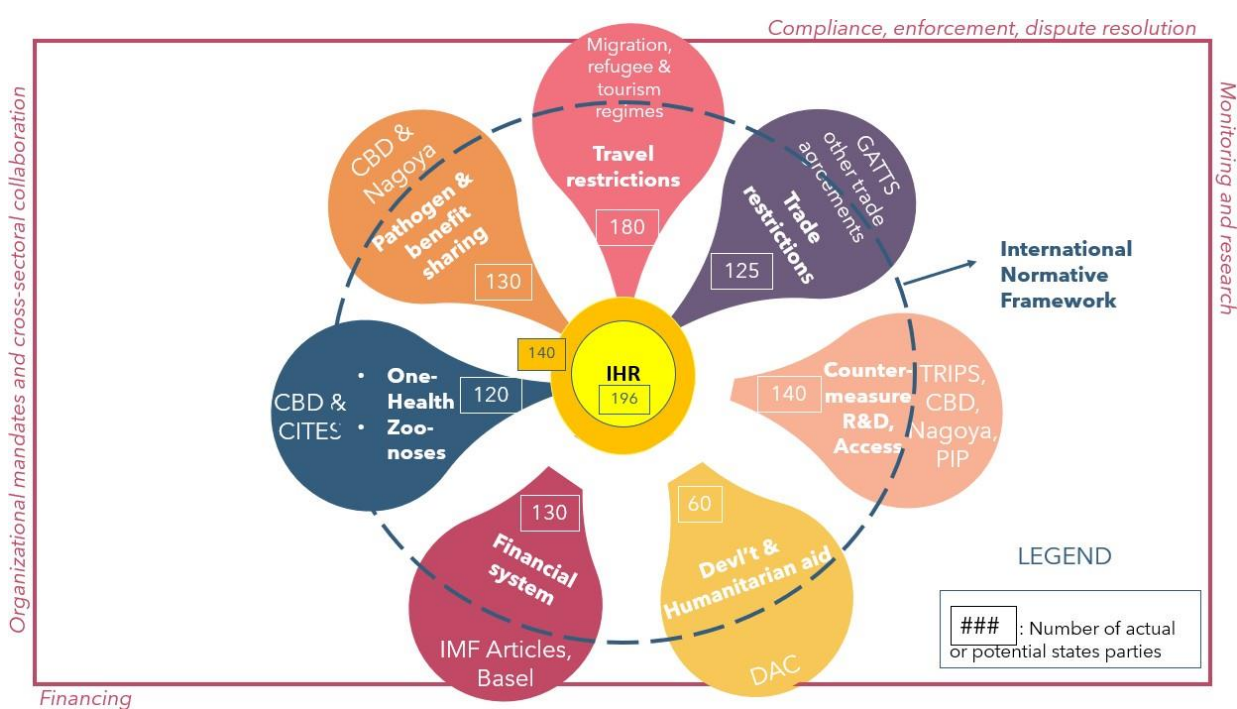 Compliance, enforcement, dispute resolution
Organizational mandates and cross-sectoral collaboration
Monitoring and research
Financing
Migration,
refugee &
tourism
regimes
Travel
restrictions
180
GATTS
other trade
agrcements
Trade
restrictions
125
International
Normative
Framework
TRIPS,
CBD,
Nagoya,
PIP
Counter-
measure
R&D,
Access
140
60
Devl't &
Humanitarian aid
DAC
130
Financial
system
IMF Articles,
Basel
CBD &
CITES
• One-
Health
• Zoo-
noses
120
CBD &
Nagoya
Pathogen &
benefit
sharing
130
140
IHR
196
LEGEND
### : Number of actual
or potential states parties